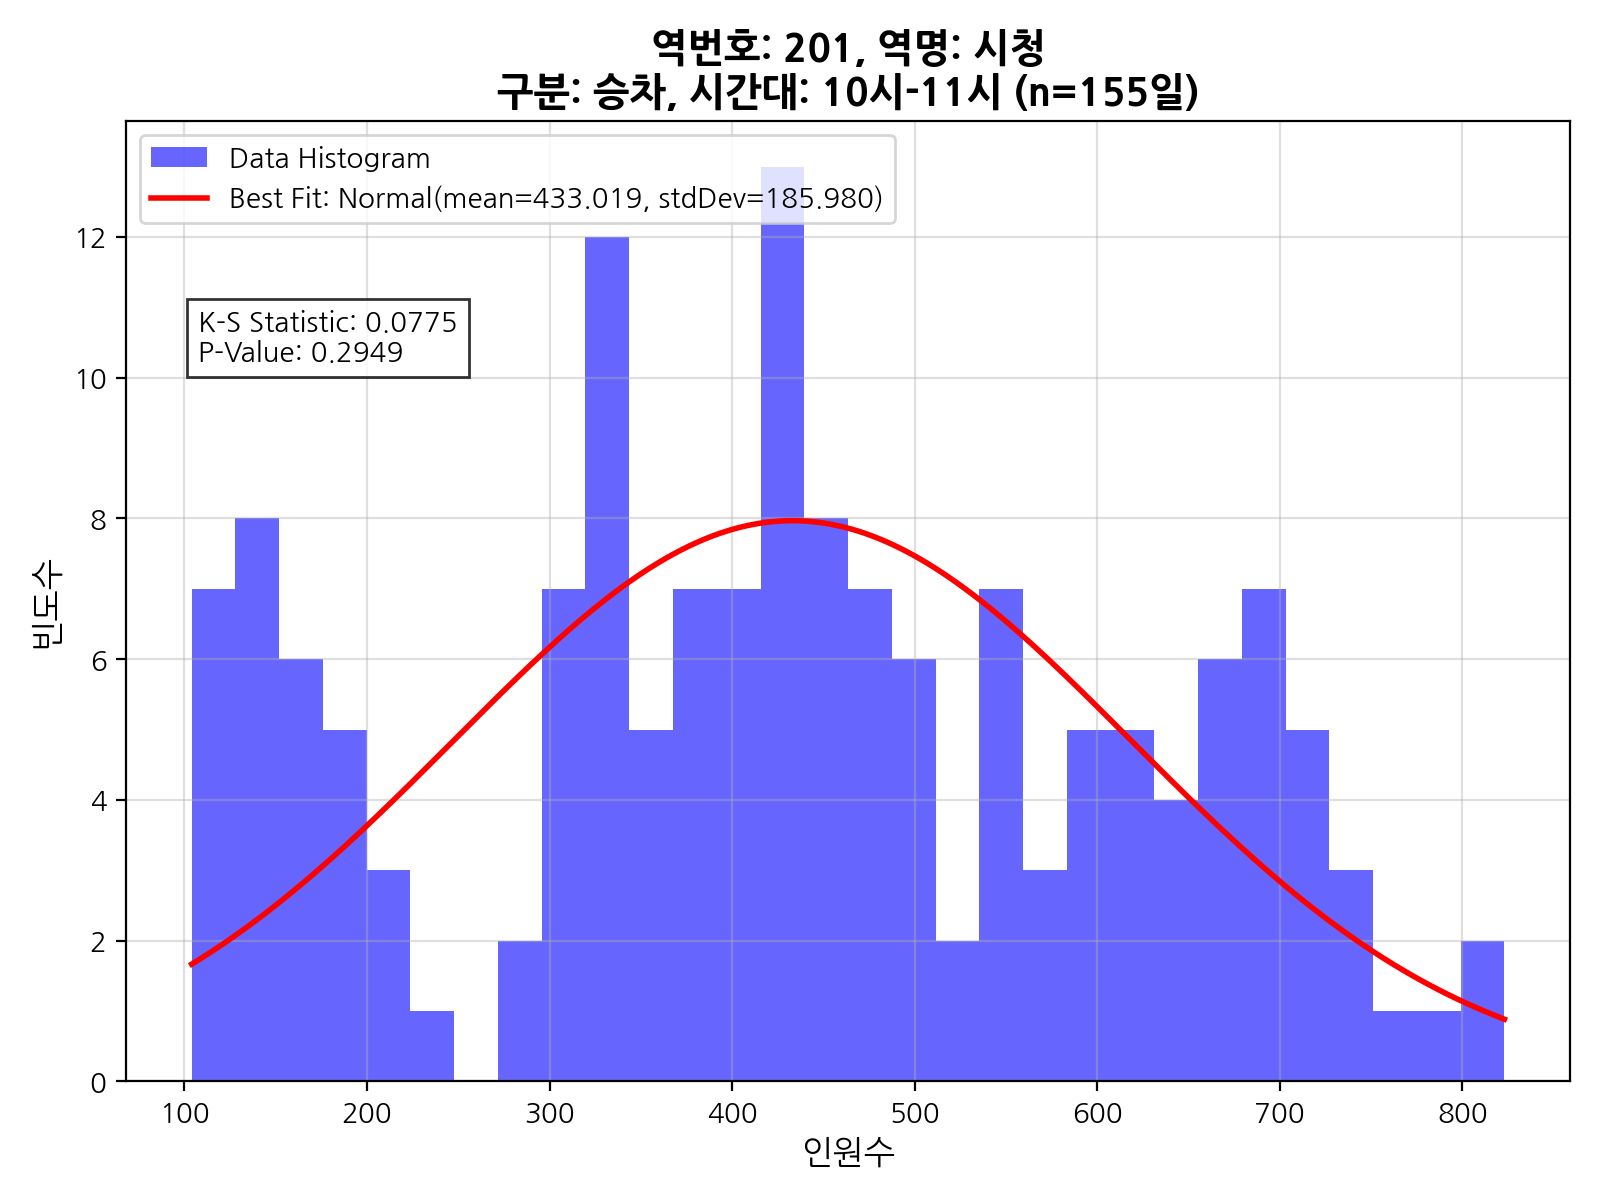 역번호: 201, 역명: 시청
구분: 승차, 시간대: 10시-11시 (n=155일)
Data Histogram
Best Fit: Normal(mean=433.019, stdDev=185.980)
K-S Statistic: 0.0775
P-Value: 0.2949
빈도수
12
10
8
6
4
2
0
100 200 300 400 500 600 700 800
인원수